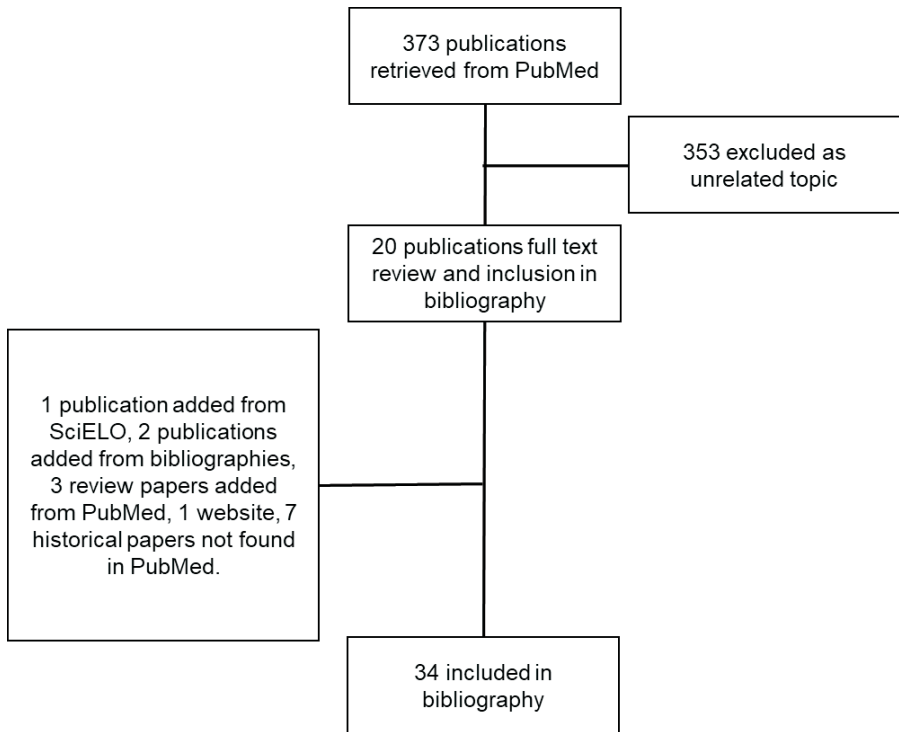 373 publications
retrieved from PubMed
353 excluded as
unrelated topic
20 publications full text
review and inclusion in
bibliography
1 publication added from
SciELO, 2 publications
added from bibliographies,
3 review papers added
from PubMed, 1 website, 7
historical papers not found
in PubMed.
34 included in
bibliography